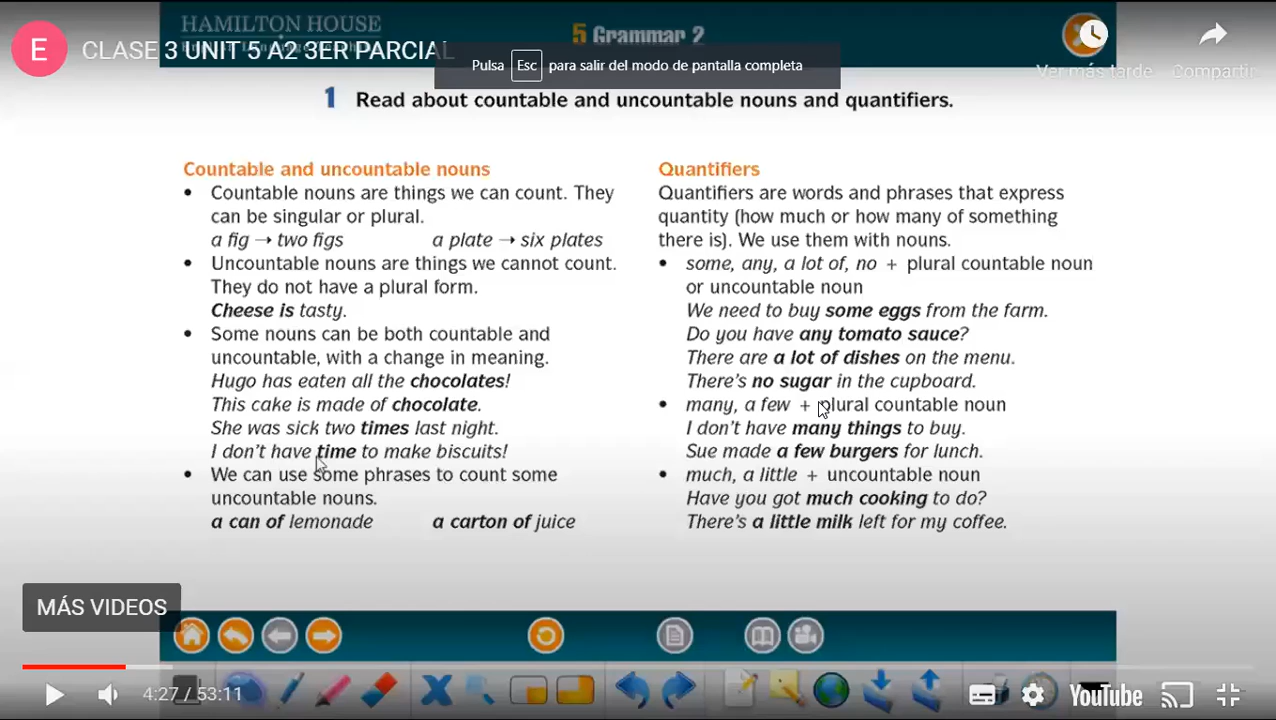 HAMILTON HOUSE
5 Grammar 2
E
CLASE 3 UNIT 5 A2 3ER PARCIAL
Pulsa Esc para salir del modo de pantalla completa
Ver más tarde
Compartir
1 Read about countable and uncountable nouns and quantifiers.
Countable and uncountable nouns
• Countable nouns are things we can count. They
can be singular or plural.
a fig → two figs a plate → six plates
• Uncountable nouns are things we cannot count.
They do not have a plural form.
Cheese is tasty.
• Some nouns can be both countable and
uncountable, with a change in meaning.
Hugo has eaten all the chocolates!
This cake is made of chocolate.
She was sick two times last night.
I don't have time to make biscuits!
• We can use some phrases to count some
uncountable nouns.
a can of lemonade a carton of juice
Quantifiers
Quantifiers are words and phrases that express
quantity (how much or how many of something
there is). We use them with nouns.
• some, any, a lot of, no + plural countable noun
or uncountable noun
We need to buy some eggs from the farm.
Do you have any tomato sauce?
There are a lot of dishes on the menu.
There's no sugar in the cupboard.
• many, a few + plural countable noun
I don't have many things to buy.
Sue made a few burgers for lunch.
• much, a little + uncountable noun
Have you got much cooking to do?
There's a little milk left for my coffee.
MÁS VIDEOS
4:27 / 53:11
YouTube